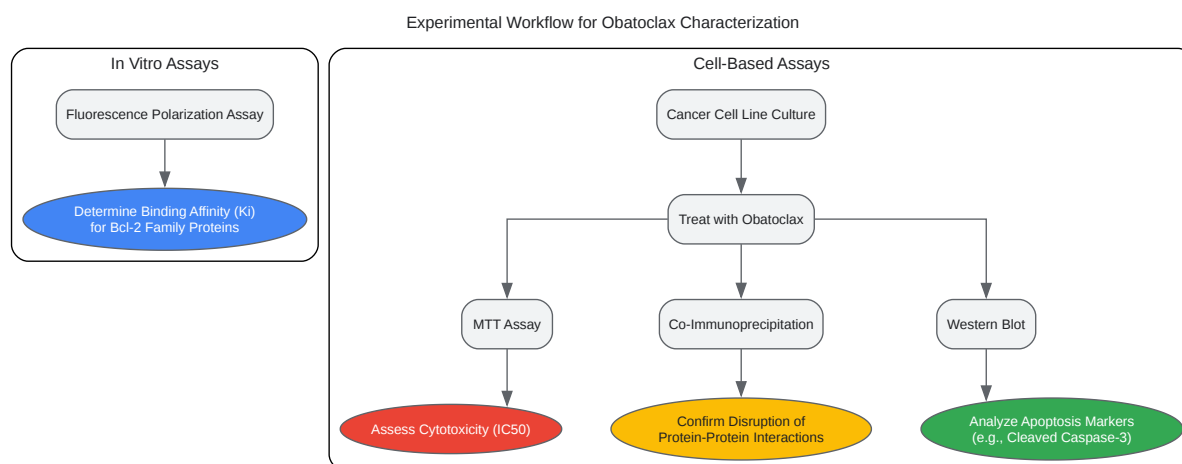 Experimental Workflow for Obatoclax Characterization
In Vitro Assays
Fluorescence Polarization Assay
Determine Binding Affinity (Ki)
for Bcl-2 Family Proteins
Cell-Based Assays
Cancer Cell Line Culture
Treat with Obatoclax
MTT Assay
Co-Immunoprecipitation
Western Blot
Assess Cytotoxicity (IC50)
Confirm Disruption of
Protein-Protein Interactions
Analyze Apoptosis Markers
(e.g., Cleaved Caspase-3)